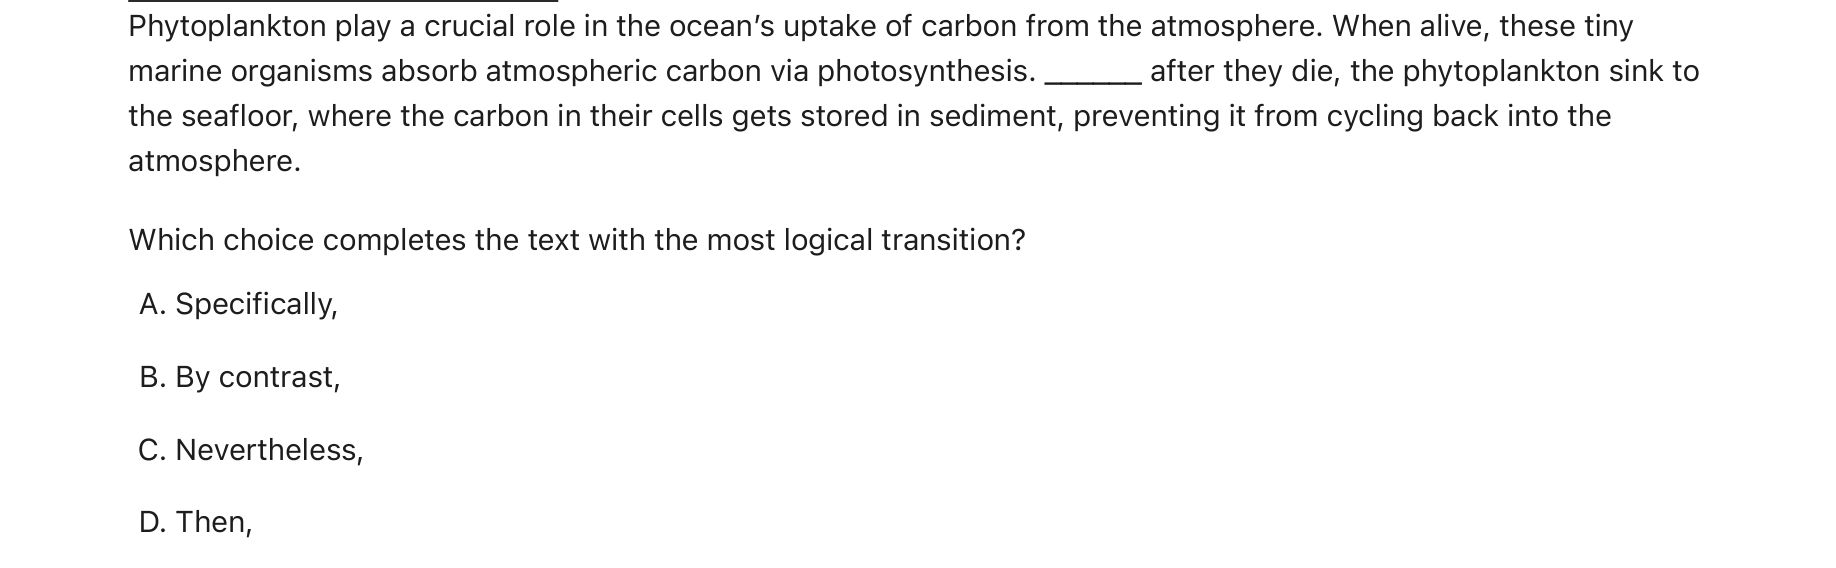 Phytoplankton play a crucial role in the ocean’s uptake of carbon from the atmosphere. When alive, these tiny
marine organisms absorb atmospheric carbon via photosynthesis. ______ after they die, the phytoplankton sink to
the seafloor, where the carbon in their cells gets stored in sediment, preventing it from cycling back into the
atmosphere.
Which choice completes the text with the most logical transition?
A. Specifically,
B. By contrast,
C. Nevertheless,
D. Then,